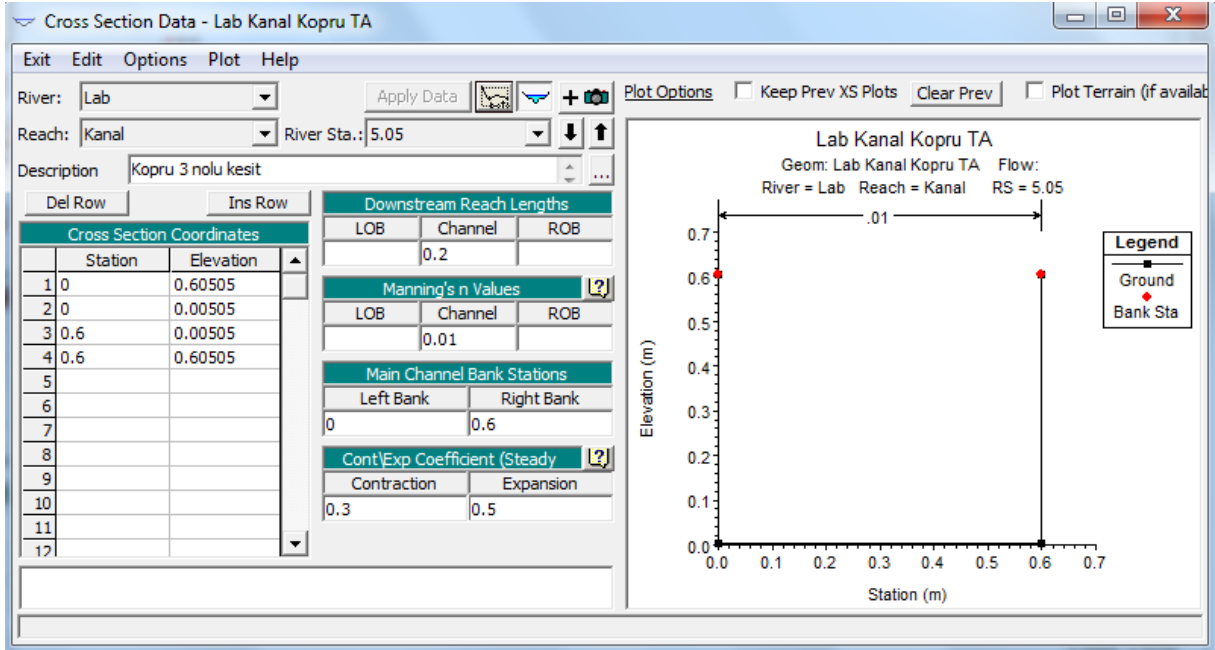 Cross Section Data - Lab Kanal Kopru TA
Exit Edit Options Plot Help
River: Lab Apply Data
Plot Options Keep Prev XS Plots Clear Prev Plot Terrain (if availab
Reach: Kanal River Sta.: 5.05
Description Kopru 3 nolu kesit ...
Del Row Ins Row
Cross Section Coordinates
Station Elevation
1 0 0.60505
2 0 0.00505
3 0.6 0.00505
4 0.6 0.60505
5
6
7
8
9
10
11
12
Downstream Reach Lengths
LOB Channel ROB
0.2
Manning's n Values
LOB Channel ROB
0.01
Main Channel Bank Stations
Left Bank Right Bank
0 0.6
Cont\Exp Coefficient (Steady
Contraction Expansion
0.3 0.5
Lab Kanal Kopru TA
Geom: Lab Kanal Kopru TA Flow:
River = Lab Reach = Kanal RS = 5.05
.01
0.7
0.6
0.5
0.4
0.3
0.2
0.1
0.0
Elevation (m)
0.0 0.1 0.2 0.3 0.4 0.5 0.6 0.7
Station (m)
Legend
Ground
Bank Sta